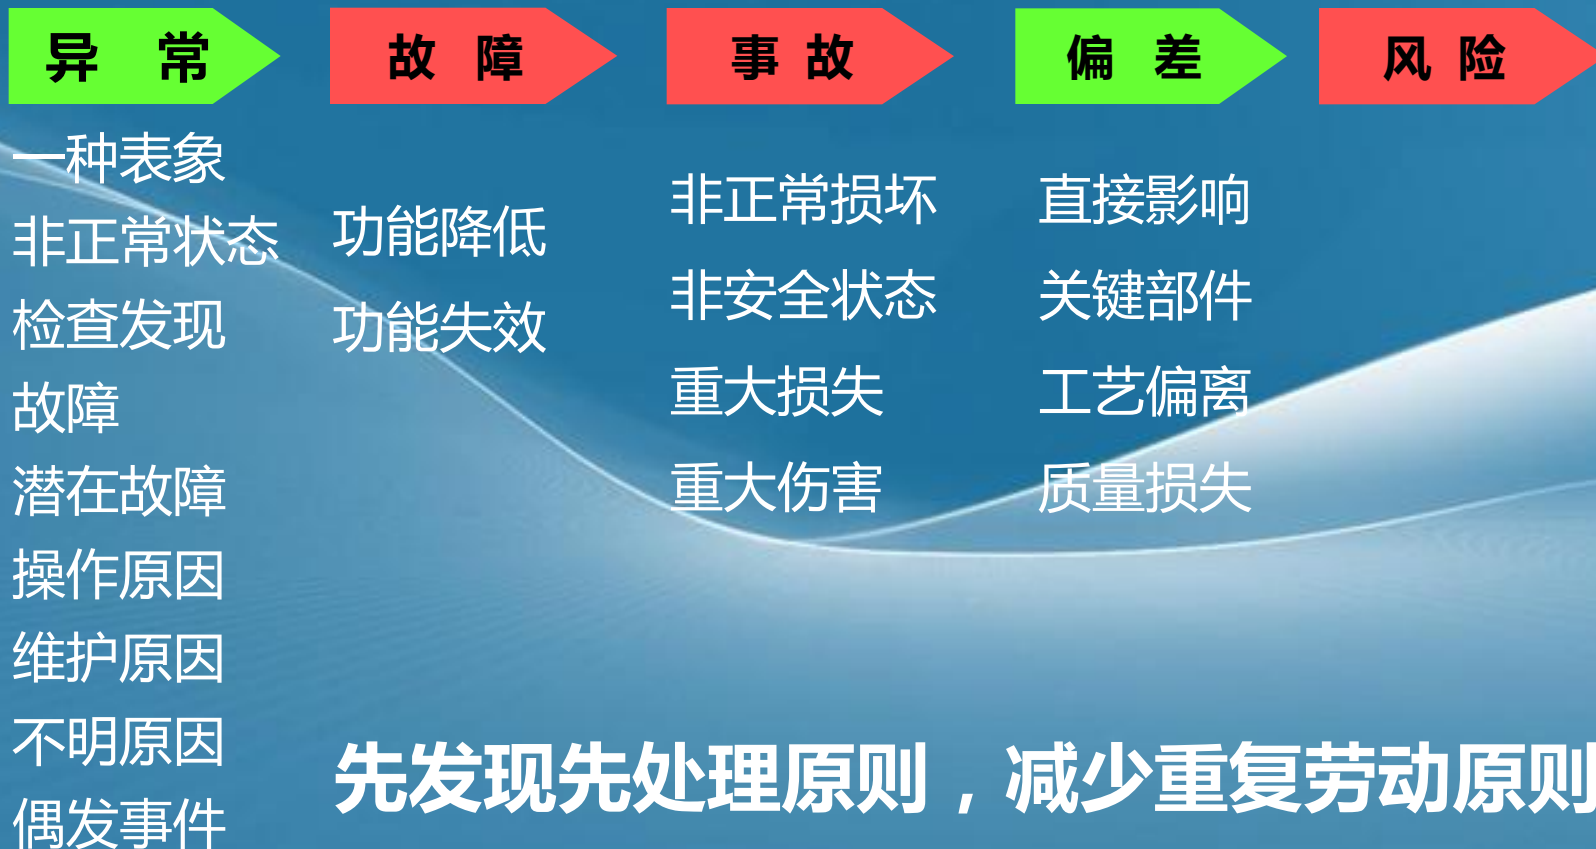 异 常
故 障
事 故
偏 差
风 险
一种表象
非正常状态
检查发现
故障
潜在故障
操作原因
维护原因
不明原因
偶发事件
功能降低
功能失效
非正常损坏
非安全状态
重大损失
重大伤害
直接影响
关键部件
工艺偏离
质量损失
先发现先处理原则，减少重复劳动原则